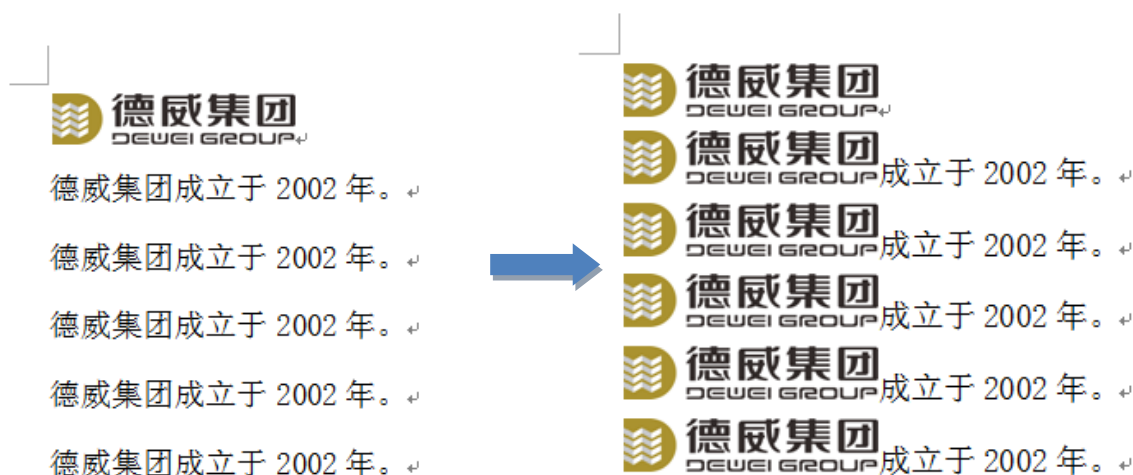 德威集团
DEWEI GROUP
德威集团成立于 2002 年。
德威集团成立于 2002 年。
德威集团成立于 2002 年。
德威集团成立于 2002 年。
德威集团成立于 2002 年。
德威集团
DEWEI GROUP
德威集团
DEWEI GROUP成立于 2002 年。
德威集团
DEWEI GROUP成立于 2002 年。
德威集团
DEWEI GROUP成立于 2002 年。
德威集团
DEWEI GROUP成立于 2002 年。
德威集团
DEWEI GROUP成立于 2002 年。